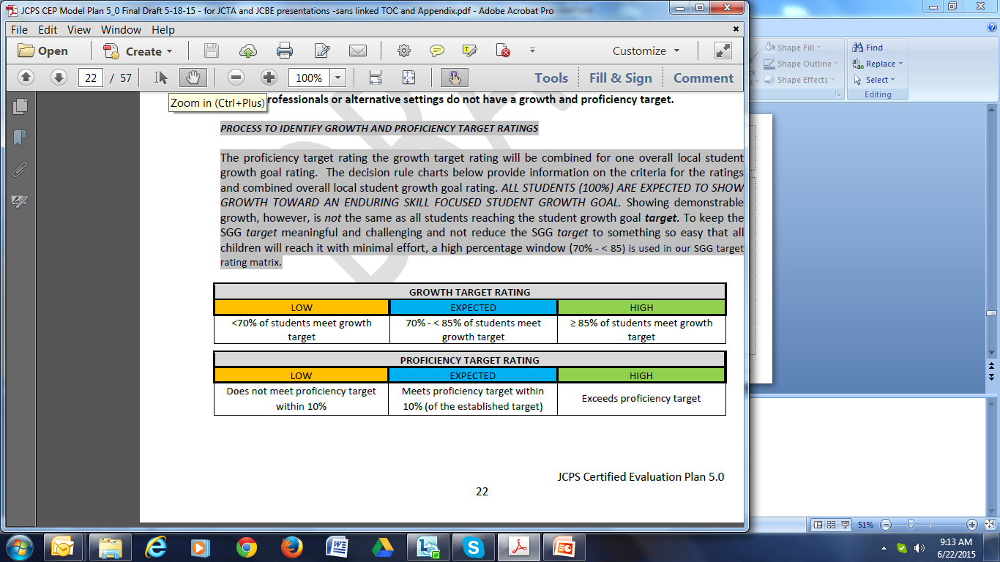 JCPS CEP Model Plan 5_0 Final Draft 5-18-15 - for JCTA and JCBE presentations -sans linked TOC and Appendix.pdf - Adobe Acrobat Pro
File Edit View Window Help
Open Create Customize
22 / 57 100% Tools Fill & Sign Comment
Zoom in (Ctrl+Plus)
rofessionals or alternative settings do not have a growth and proficiency target.
PROCESS TO IDENTIFY GROWTH AND PROFICIENCY TARGET RATINGS
The proficiency target rating the growth target rating will be combined for one overall local student
growth goal rating. The decision rule charts below provide information on the criteria for the ratings
and combined overall local student growth goal rating. ALL STUDENTS (100%) ARE EXPECTED TO SHOW
GROWTH TOWARD AN ENDURING SKILL FOCUSED STUDENT GROWTH GOAL. Showing demonstrable
growth, however, is not the same as all students reaching the student growth goal target. To keep the
SGG target meaningful and challenging and not reduce the SGG target to something so easy that all
children will reach it with minimal effort, a high percentage window (70% - < 85) is used in our SGG target
rating matrix.
GROWTH TARGET RATING
LOW EXPECTED HIGH
<70% of students meet growth 70% - < 85% of students meet ≥ 85% of students meet growth
target growth target target
PROFICIENCY TARGET RATING
LOW EXPECTED HIGH
Does not meet proficiency target Meets proficiency target within Exceeds proficiency target
within 10% 10% (of the established target)
JCPS Certified Evaluation Plan 5.0
22
Shape Fill Find
Shape Outline Replace
Shape Effects Select
Editing
51%
9:13 AM
6/22/2015